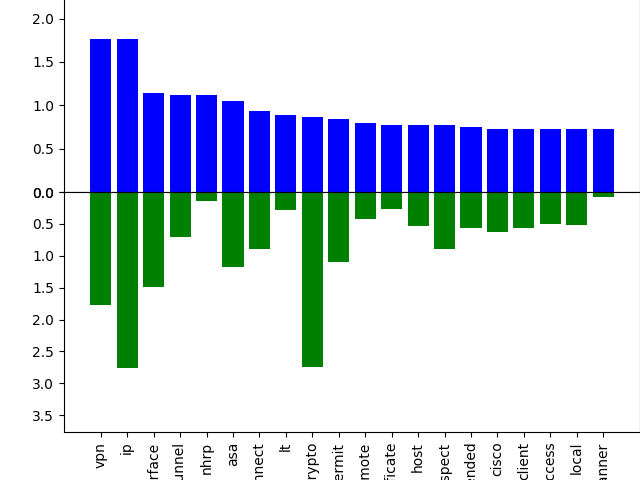 2.0
1.5
1.0
0.5
0.0
0.0
0.5
1.0
1.5
2.0
2.5
3.0
3.5
vpn
ip
rface
unnel
nhrp
asa
nnect
lt
rypto
ermit
mote
ficate
host
spect
ended
cisco
client
ccess
local
anner